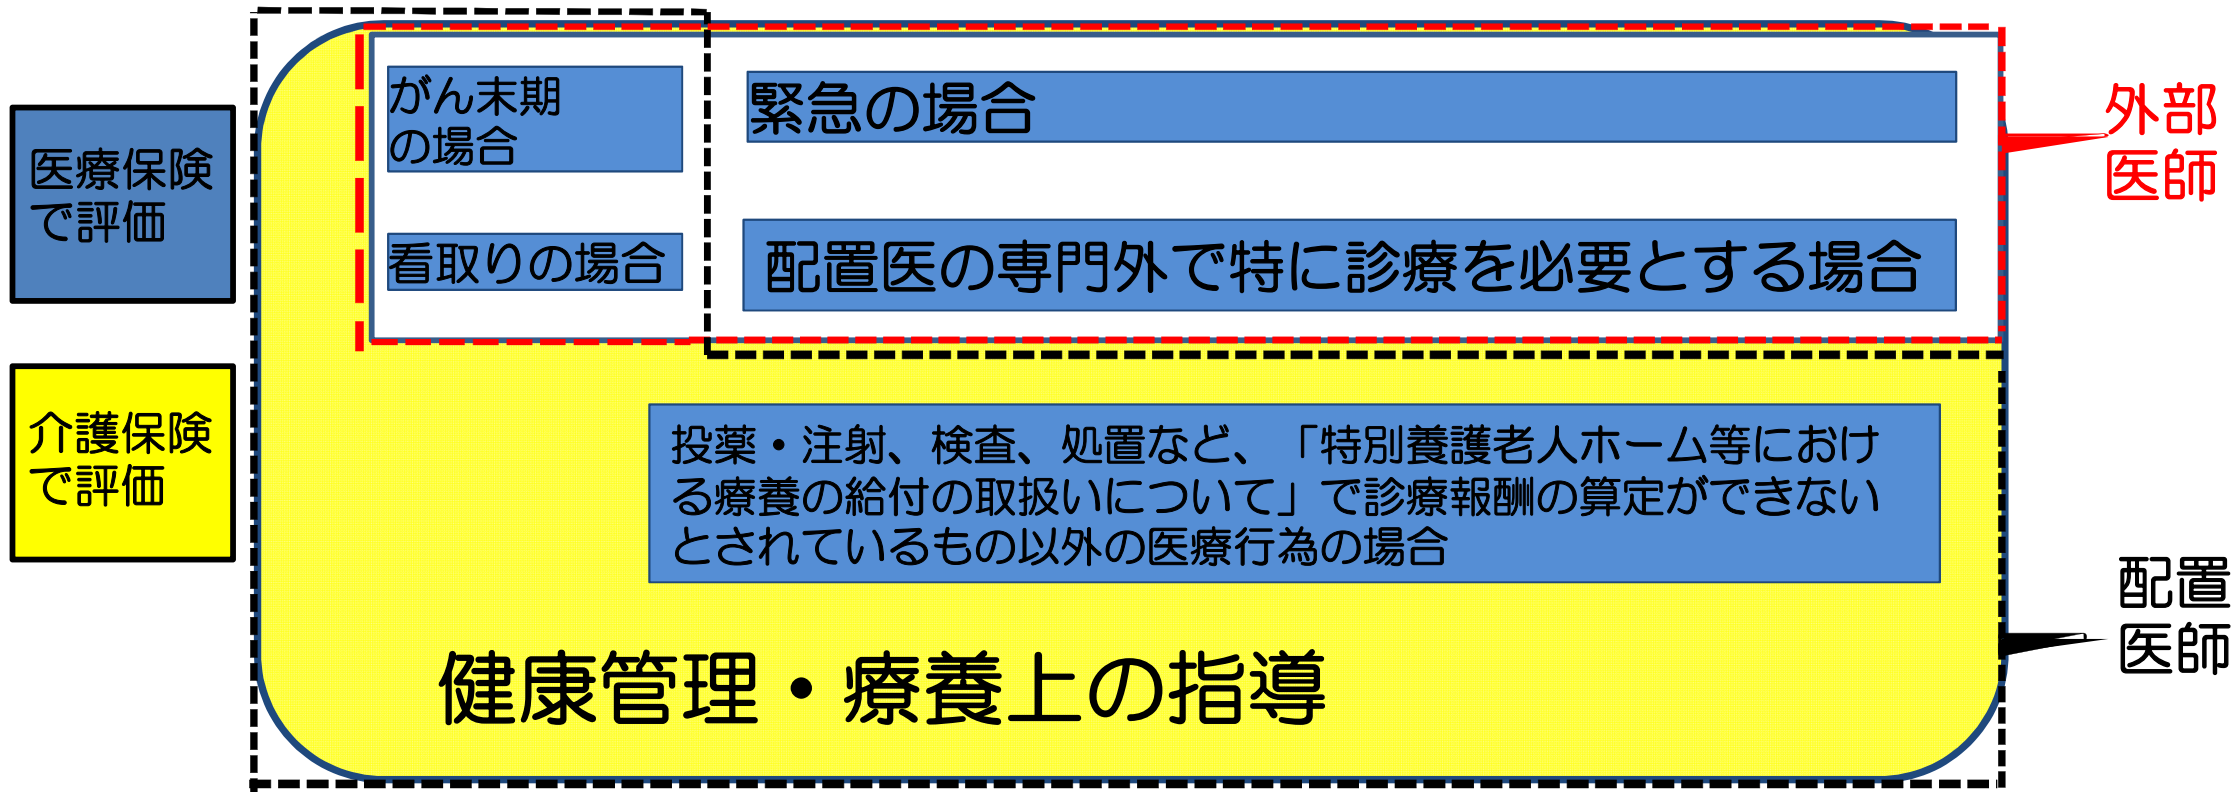 医療保険
で評価
介護保険
で評価
がん末期
の場合
看取りの場合
緊急の場合
配置医の専門外で特に診療を必要とする場合
投薬・注射、検査、処置など、「特別養護老人ホーム等におけ
る療養の給付の取扱いについて」で診療報酬の算定ができない
とされているもの以外の医療行為の場合
健康管理・療養上の指導
外部
医師
配置
医師